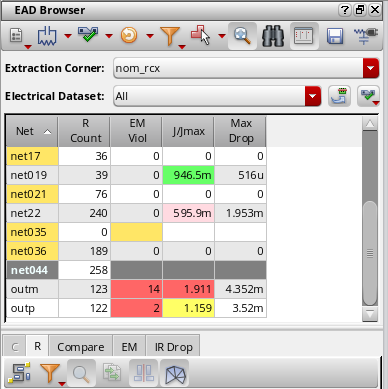 EAD Browser
Extraction Corner: nom_rcx
Electrical Dataset: All
Net R Count EM Viol J/Jmax Max Drop
net17 36 0 0 0
net019 39 0 946.5m 516u
net021 76 0 0 0
net22 240 0 595.9m 1.953m
net035 0
net036 189 0 0 0
net044 258
outm 123 14 1.911 4.352m
outp 122 2 1.159 3.52m
C R Compare EM IR Drop